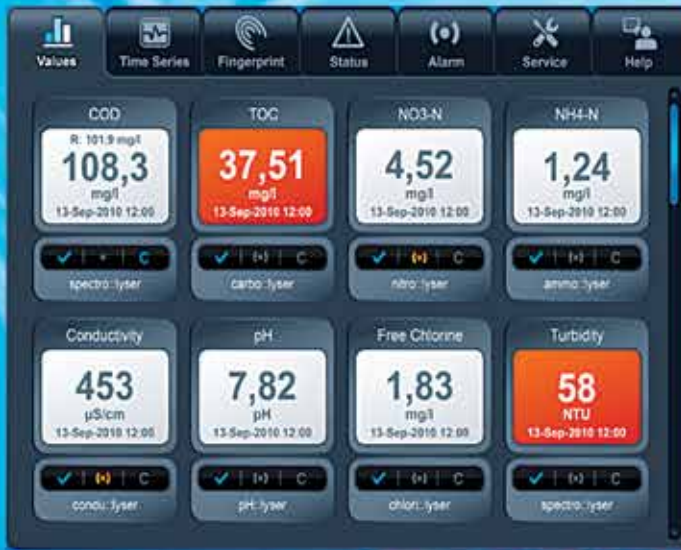 Values
Time Series
Fingerprint
Status
Alarm
Service
Help
COD
TOC
NO3-N
NH4-N
R: 101,9 mg/l
108,3
mg/l
13-Sep-2010 12:00
37,51
mg/l
13-Sep-2010 12:00
4,52
mg/l
13-Sep-2010 12:00
1,24
mg/l
13-Sep-2010 12:00
C
C
C
C
spectro::lyser
carbo::lyser
nitro::lyser
ammo::lyser
Conductivity
pH
Free Chlorine
Turbidity
453
µS/cm
13-Sep-2010 12:00
7,82
pH
13-Sep-2010 12:00
1,83
mg/l
13-Sep-2010 12:00
58
NTU
13-Sep-2010 12:00
C
C
C
C
condu::lyser
pH::lyser
chlori::lyser
spectro::lyser